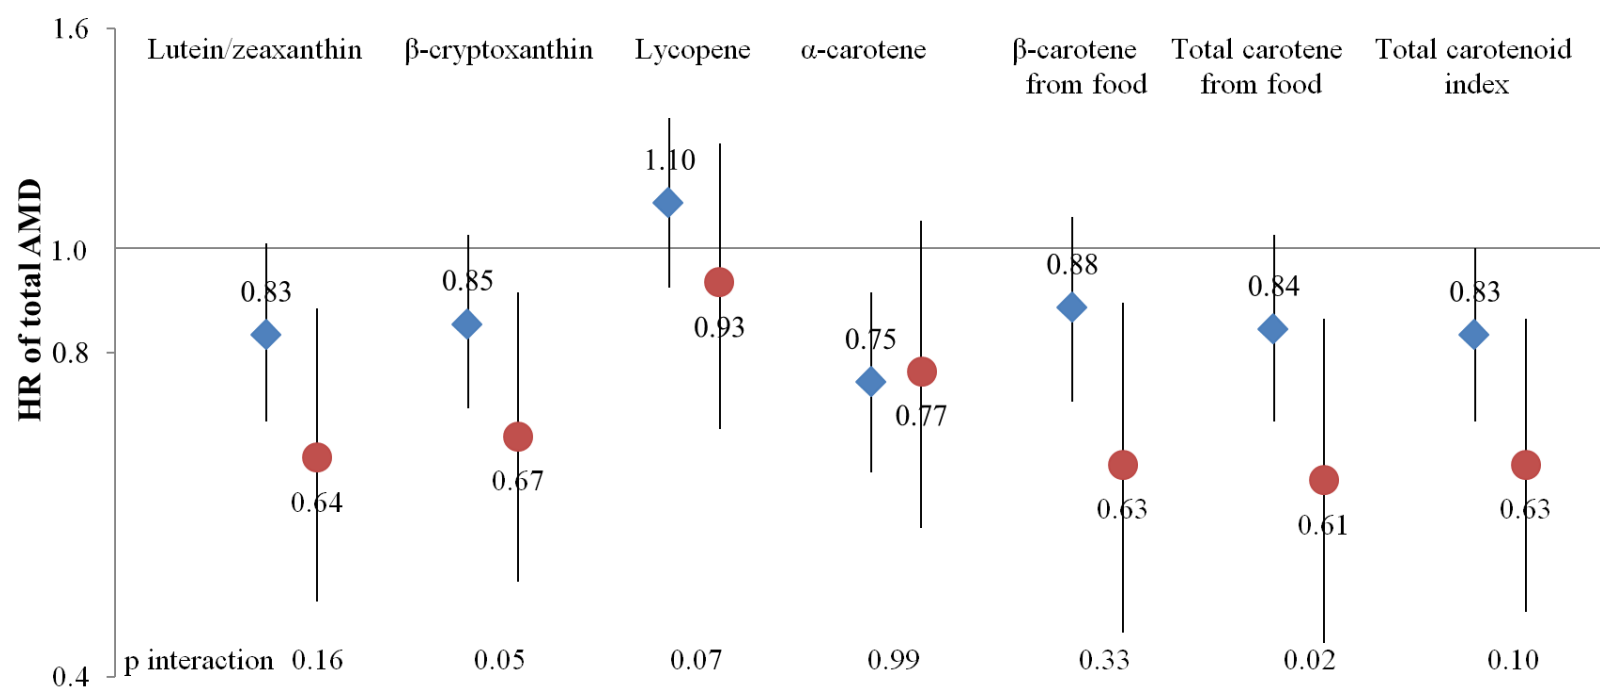 1.6
Lutein/zeaxanthin β-cryptoxanthin Lycopene α-carotene β-carotene Total carotene Total carotenoid
from food from food index
1.10
1.0
0.83 0.85 0.88 0.84 0.83
0.93
0.75
0.8
0.77
0.64 0.67 0.63 0.61 0.63
HR of total AMD
p interaction 0.16 0.05 0.07 0.99 0.33 0.02 0.10
0.4